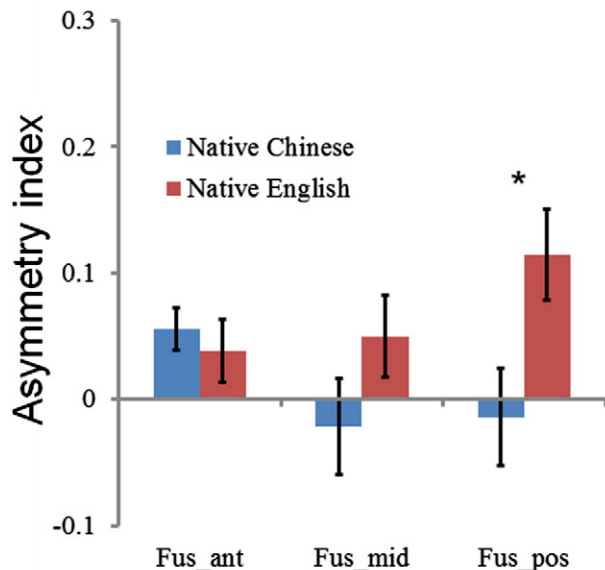 0.3
0.2
0.1
0
-0.1
Asymmetry index
Native Chinese
Native English
*
Fus_ant
Fus_mid
Fus_pos